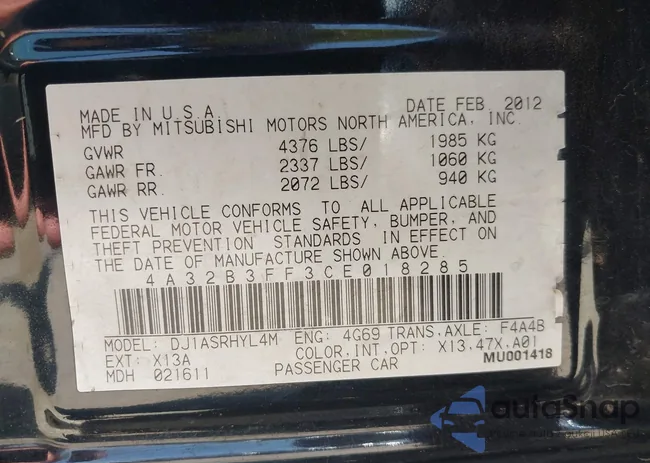 MADE IN U.S.A. DATE FEB 2012
MFD BY MITSUBISHI MOTORS NORTH AMERICA, INC.
GVWR 4376 LBS/ 1985 KG
GAWR FR. 2337 LBS/ 1060 KG
GAWR RR. 2072 LBS/ 940 KG
THIS VEHICLE CONFORMS TO ALL APPLICABLE
FEDERAL MOTOR VEHICLE SAFETY, BUMPER, AND
THEFT PREVENTION STANDARDS IN EFFECT ON
THE DATE OF MANUFACTURE SHOWN ABOVE.
4A32B3FF3CE018285
MODEL: DJ1ASRHYL4M ENG: 4G69 TRANS.AXLE: F4A4B
EXT: X13A COLOR,INT,OPT: X13,47X,A01
MDH 021611 PASSENGER CAR MU001418
autoSnap
Window to auctions